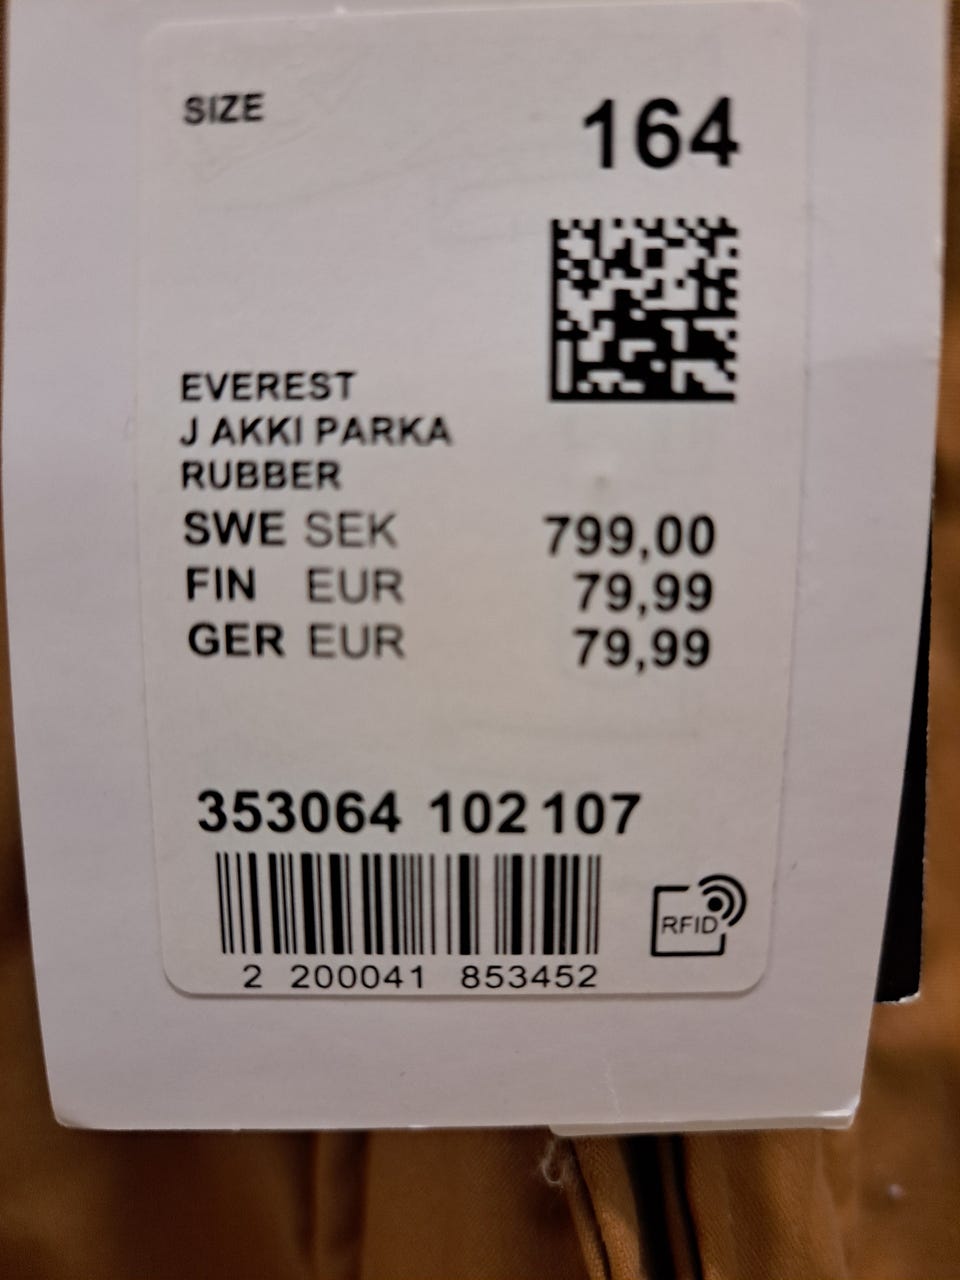 SIZE 164
EVEREST
J AKKI PARKA
RUBBER
SWE SEK 799,00
FIN EUR 79,99
GER EUR 79,99
353064 102 107
RFID
2 200041 853452